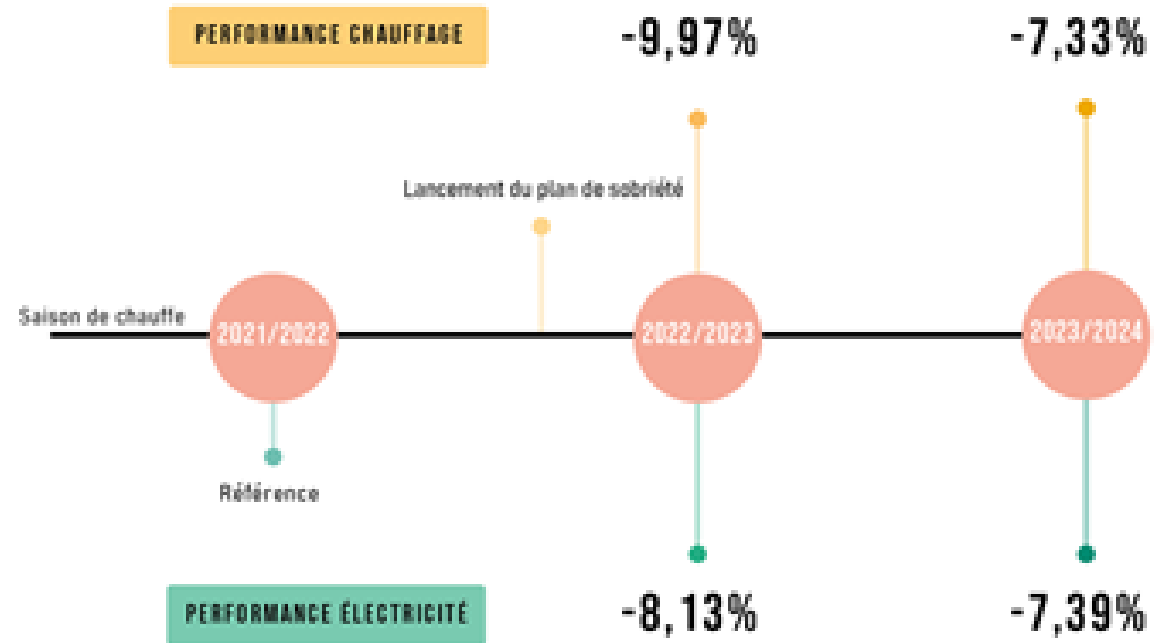 PERFORMANCE CHAUFFAGE
-9,97%
-7,33%
Lancement du plan de sobriété
Saison de chauffe
2021/2022
2022/2023
2023/2024
Référence
PERFORMANCE ÉLECTRICITÉ
-8,13%
-7,39%